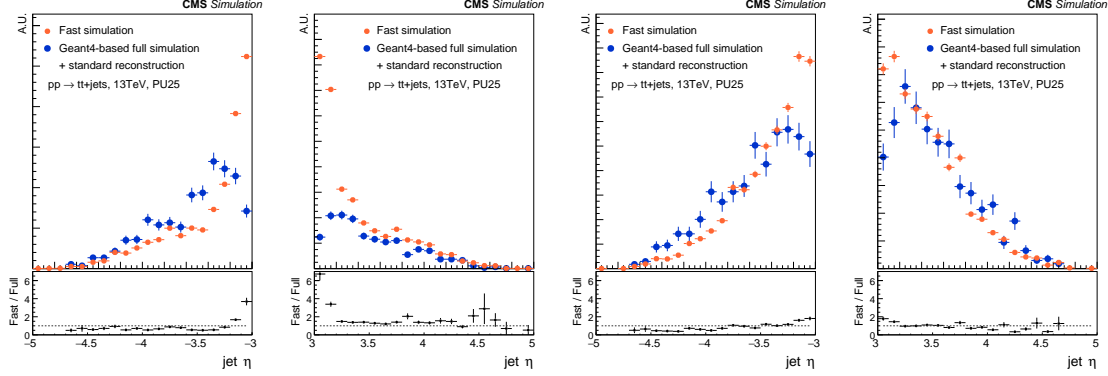 CMS Simulation
A.U.
Fast simulation
Geant4-based full simulation
+ standard reconstruction
pp → tt+jets, 13TeV, PU25
Fast / Full
6
4
2
0
−5 −4.5 −4 −3.5 −3
jet η
CMS Simulation
A.U.
Fast simulation
Geant4-based full simulation
+ standard reconstruction
pp → tt+jets, 13TeV, PU25
Fast / Full
6
4
2
0
3 3.5 4 4.5 5
jet η
CMS Simulation
A.U.
Fast simulation
Geant4-based full simulation
+ standard reconstruction
pp → tt+jets, 13TeV, PU25
Fast / Full
6
4
2
0
−5 −4.5 −4 −3.5 −3
jet η
CMS Simulation
A.U.
Fast simulation
Geant4-based full simulation
+ standard reconstruction
pp → tt+jets, 13TeV, PU25
Fast / Full
6
4
2
0
3 3.5 4 4.5 5
jet η